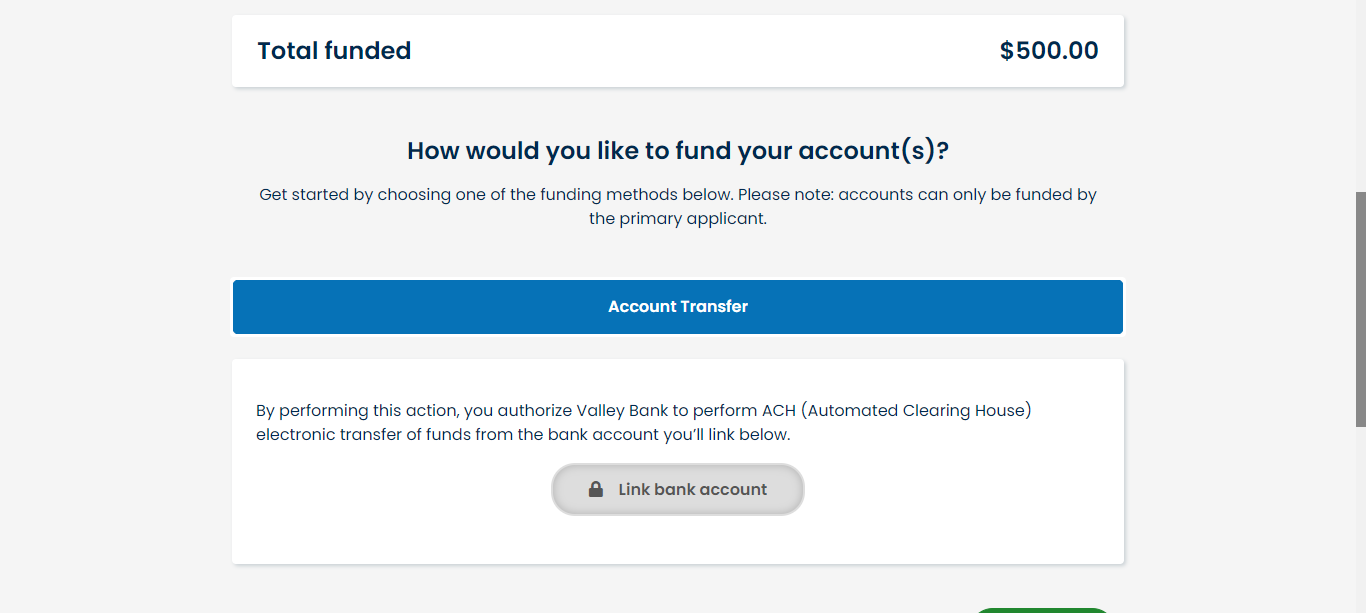 Total funded
$500.00
How would you like to fund your account(s)?
Get started by choosing one of the funding methods below. Please note: accounts can only be funded by
the primary applicant.
Account Transfer
By performing this action, you authorize Valley Bank to perform ACH (Automated Clearing House)
electronic transfer of funds from the bank account you’ll link below.
Link bank account